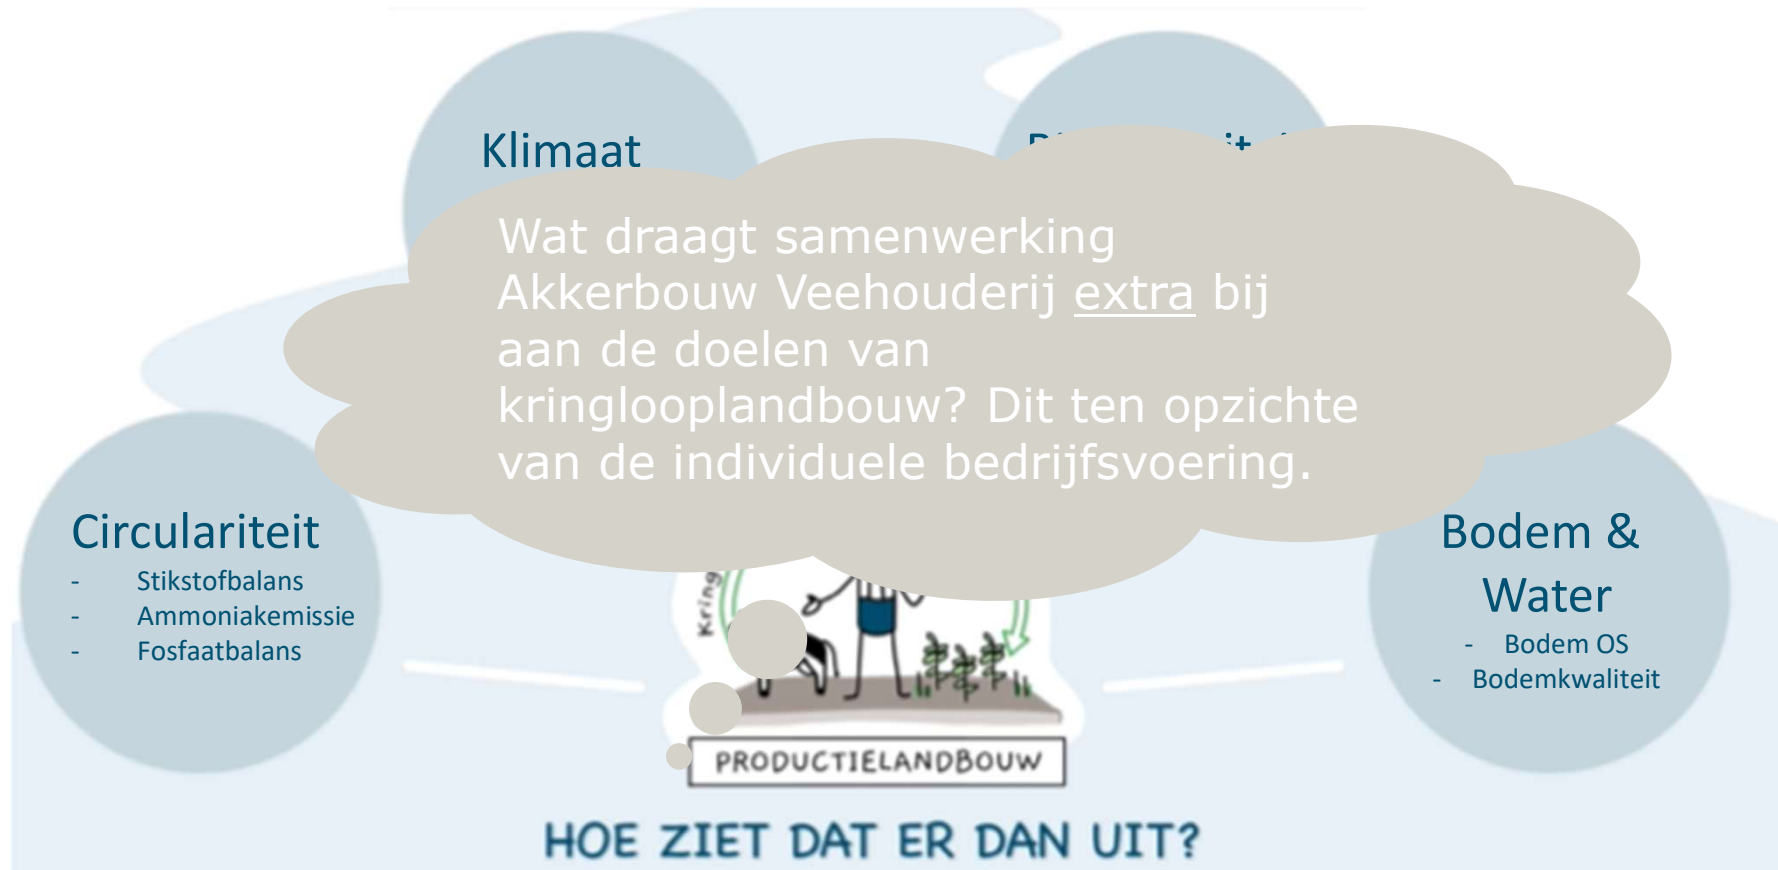 Klimaat
Wat draagt samenwerking
Akkerbouw Veehouderij extra bij
aan de doelen van
kringlooplandbouw? Dit ten opzichte
van de individuele bedrijfsvoering.
Circulariteit
- Stikstofbalans
- Ammoniakemissie
- Fosfaatbalans
Bodem &
Water
- Bodem OS
- Bodemkwaliteit
PRODUCTIELANDBOUW
HOE ZIET DAT ER DAN UIT?